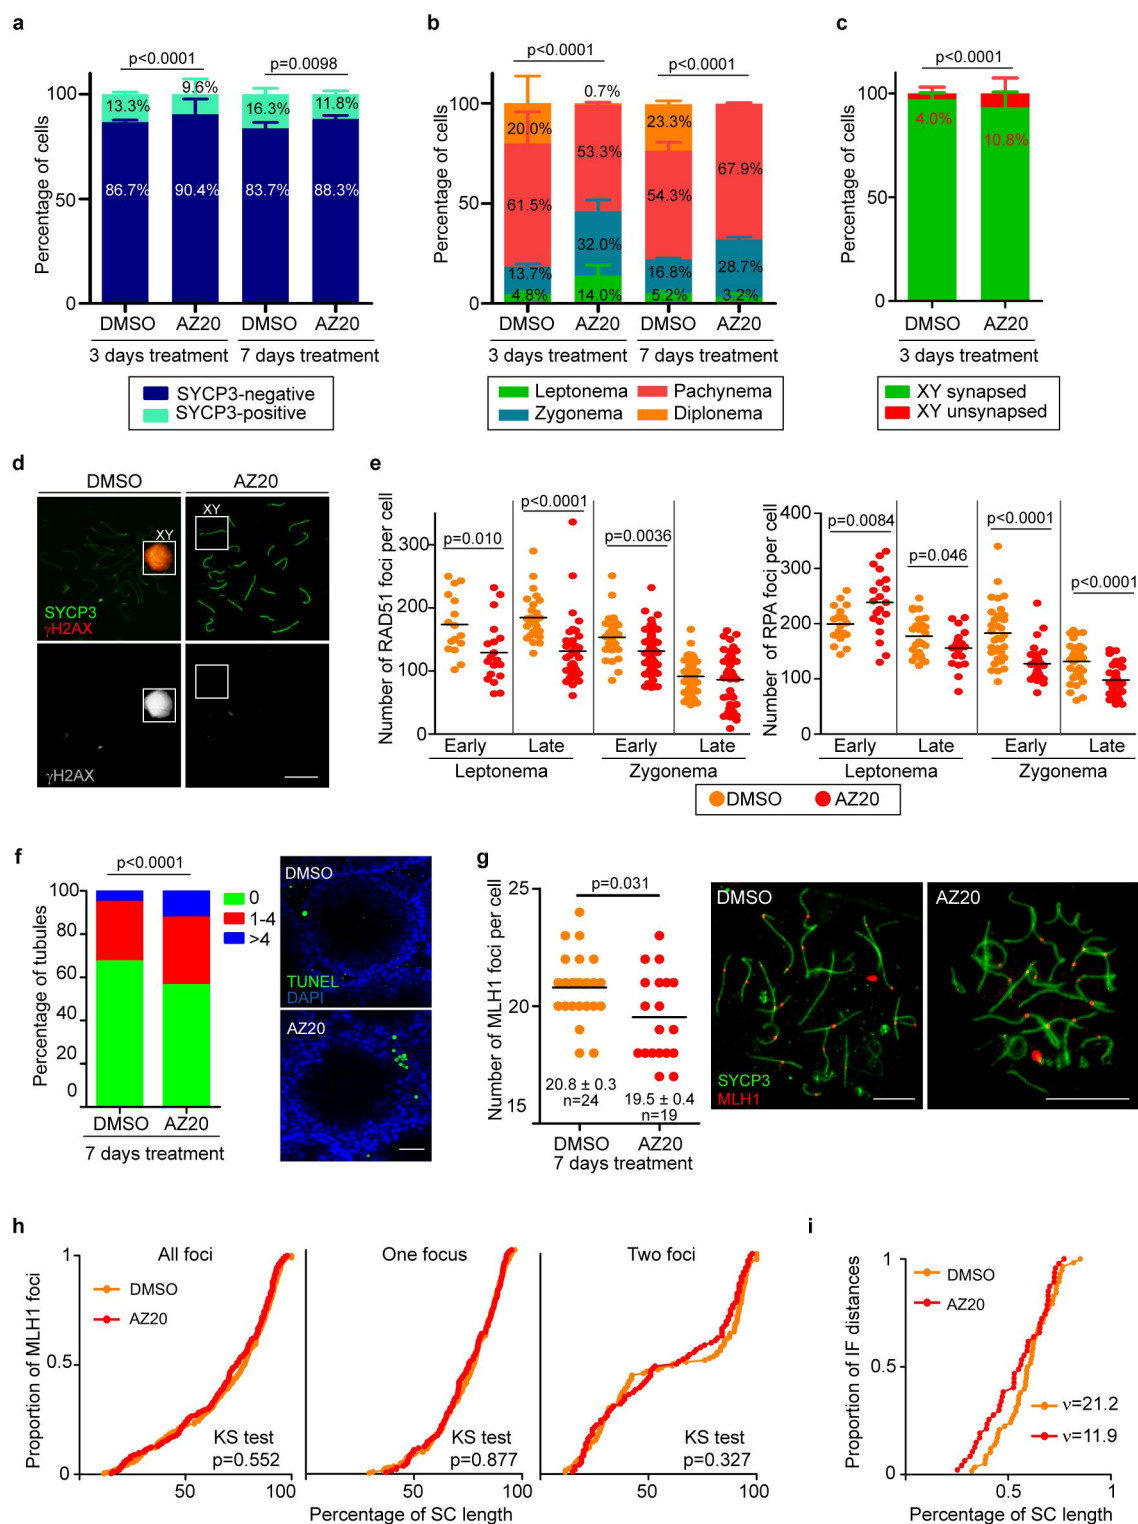 a
p<0.0001
p=0.0098
Percentage of cells
100
50
0
13.3%
9.6%
16.3%
11.8%
86.7%
90.4%
83.7%
88.3%
DMSO AZ20 DMSO AZ20
3 days treatment 7 days treatment
SYCP3-negative
SYCP3-positive
b
p<0.0001
p<0.0001
Percentage of cells
100
50
0
0.7%
20.0%
53.3%
23.3%
67.9%
61.5%
54.3%
32.0%
13.7%
16.8%
28.7%
4.8%
14.0%
5.2%
3.2%
DMSO AZ20 DMSO AZ20
3 days treatment 7 days treatment
Leptonema Pachynema
Zygonema Diplonema
c
p<0.0001
Percentage of cells
100
50
0
4.0%
10.8%
DMSO AZ20
3 days treatment
XY synapsed
XY unsynapsed
d
DMSO AZ20
XY
XY
SYCP3
γH2AX
γH2AX
e
Number of RAD51 foci per cell
300
200
100
0
p=0.010
p<0.0001
p=0.0036
Early Late Early Late
Leptonema Zygonema
Number of RPA foci per cell
400
300
200
100
0
p=0.0084
p=0.046
p<0.0001
p<0.0001
Early Late Early Late
Leptonema Zygonema
DMSO AZ20
f
p<0.0001
Percentage of tubules
100
80
60
40
20
0
0
1-4
>4
DMSO AZ20
7 days treatment
DMSO
TUNEL
DAPI
AZ20
g
Number of MLH1 foci per cell
25
20
15
p=0.031
20.8 ± 0.3
n=24
19.5 ± 0.4
n=19
DMSO AZ20
7 days treatment
DMSO
SYCP3
MLH1
AZ20
h
Proportion of MLH1 foci
1
0.5
0
All foci
DMSO
AZ20
KS test
p=0.552
One focus
KS test
p=0.877
Two foci
KS test
p=0.327
50 100 50 100 50 100
Percentage of SC length
i
Proportion of IF distances
1
0.5
0
DMSO
AZ20
ν=21.2
ν=11.9
0.5 1
Percentage of SC length